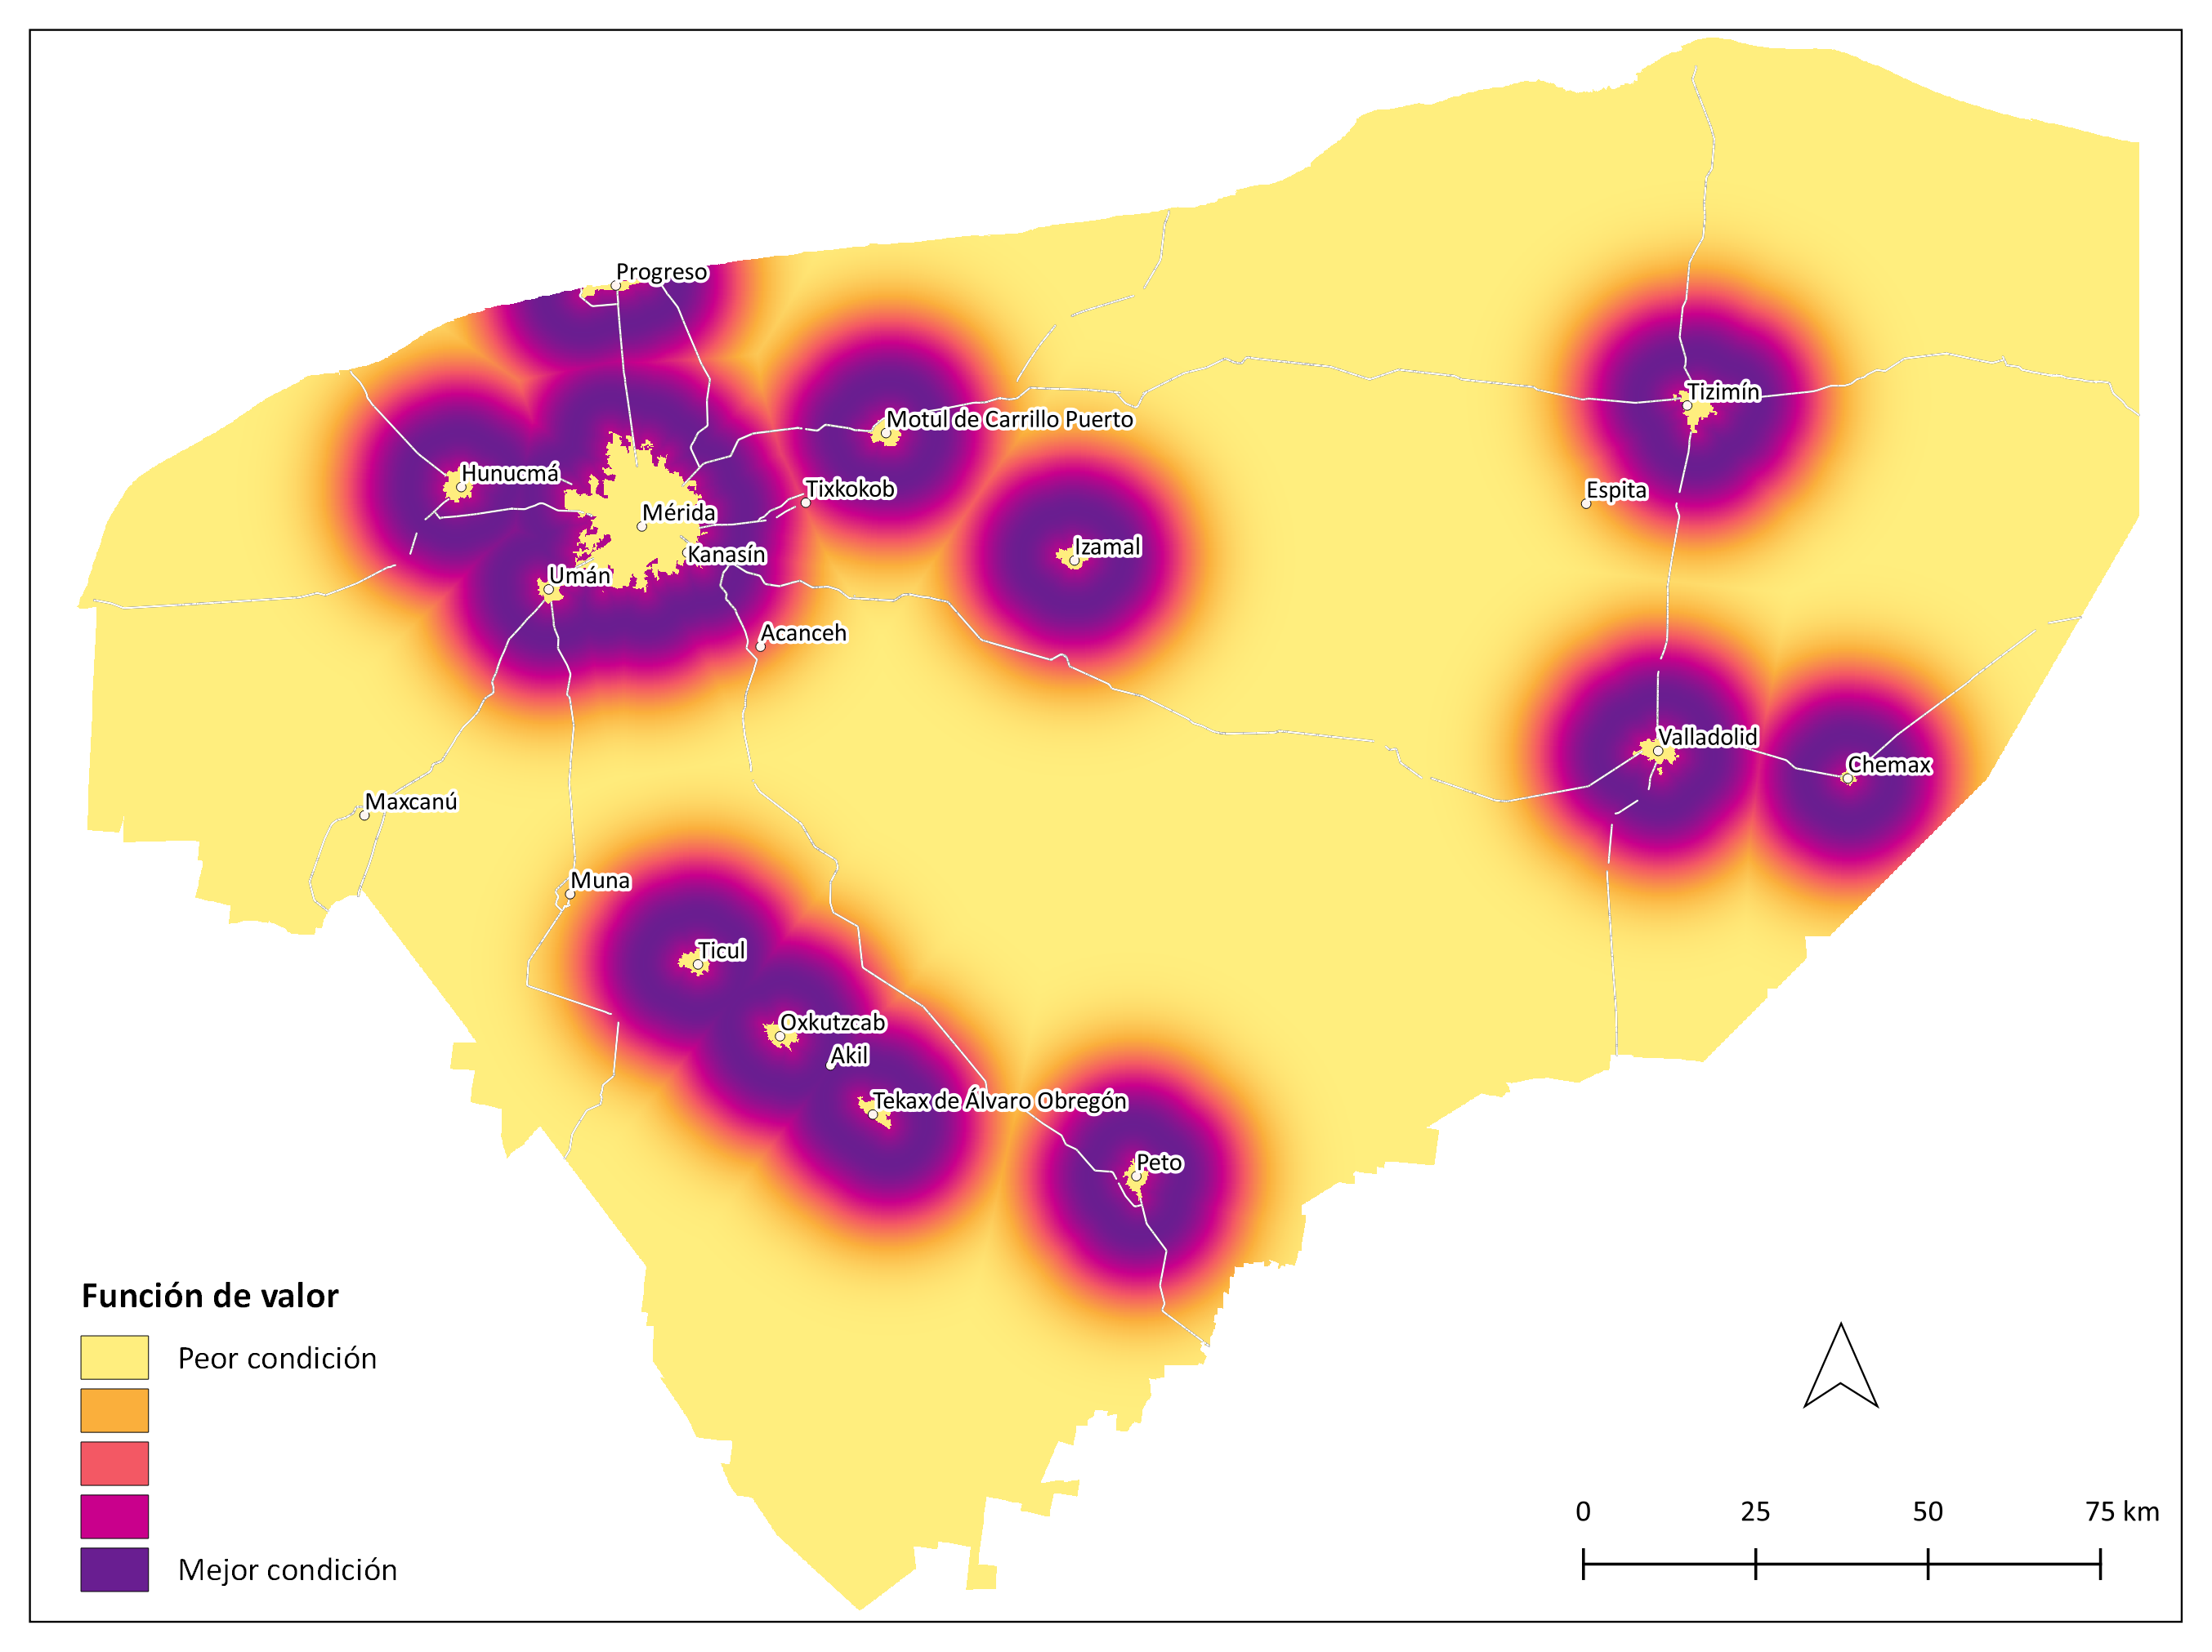 Progreso
Tizimín
Motul de Carrillo Puerto
Hunucmá
Tixkokob
Espita
Mérida
Kanasín
Izamal
Umán
Acanceh
Valladolid
Chemax
Maxcanú
Muna
Ticul
Oxkutzcab
Akil
Tekax de Álvaro Obregón
Peto
Función de valor
Peor condición
Mejor condición
0 25 50 75 km